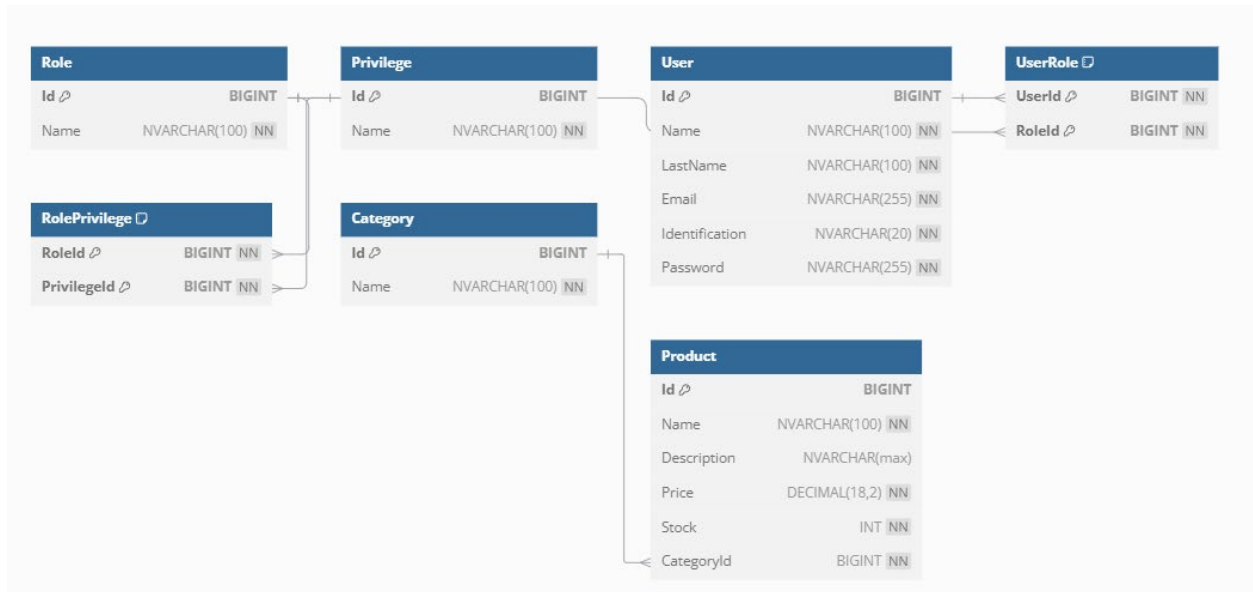 Role
Id BIGINT
Name NVARCHAR(100) NN
Privilege
Id BIGINT
Name NVARCHAR(100) NN
User
Id BIGINT
Name NVARCHAR(100) NN
LastName NVARCHAR(100) NN
Email NVARCHAR(255) NN
Identification NVARCHAR(20) NN
Password NVARCHAR(255) NN
UserRole
UserId BIGINT NN
RoleId BIGINT NN
RolePrivilege
RoleId BIGINT NN
PrivilegeId BIGINT NN
Category
Id BIGINT
Name NVARCHAR(100) NN
Product
Id BIGINT
Name NVARCHAR(100) NN
Description NVARCHAR(max)
Price DECIMAL(18,2) NN
Stock INT NN
CategoryId BIGINT NN